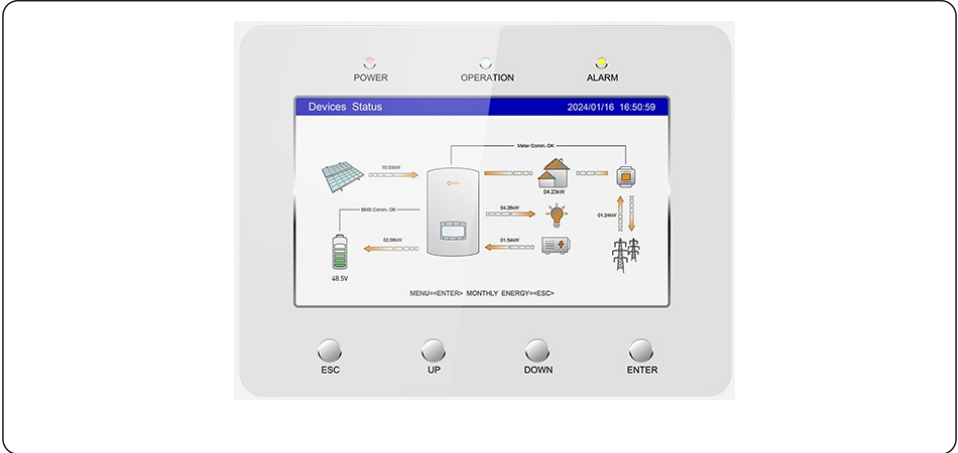 POWER
OPERATION
ALARM
Devices Status
2024/01/16 16:50:59
Meter Comm. OK
10.03kW
04.23kW
BMS Comm. OK
04.26kW
01.24kW
02.98kW
01.54kW
48.5V
MENU=<ENTER> MONTHLY ENERGY=<ESC>
ESC
UP
DOWN
ENTER